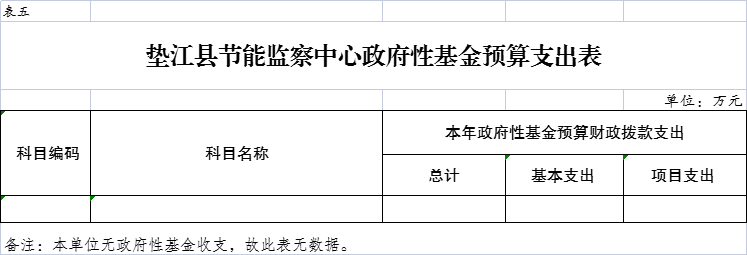 表五
垫江县节能监察中心政府性基金预算支出表
单位：万元
科目编码 科目名称 本年政府性基金预算财政拨款支出
总计 基本支出 项目支出
备注：本单位无政府性基金收支，故此表无数据。